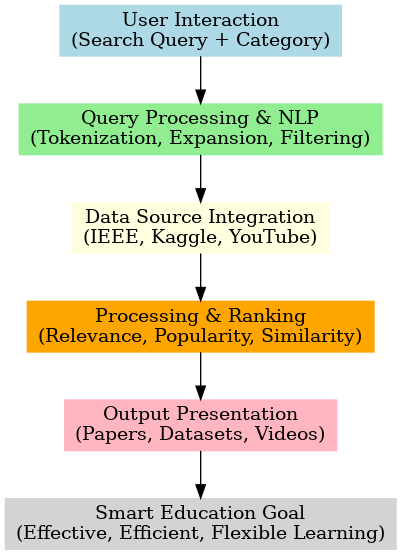 User Interaction
(Search Query + Category)
Query Processing & NLP
(Tokenization, Expansion, Filtering)
Data Source Integration
(IEEE, Kaggle, YouTube)
Processing & Ranking
(Relevance, Popularity, Similarity)
Output Presentation
(Papers, Datasets, Videos)
Smart Education Goal
(Effective, Efficient, Flexible Learning)